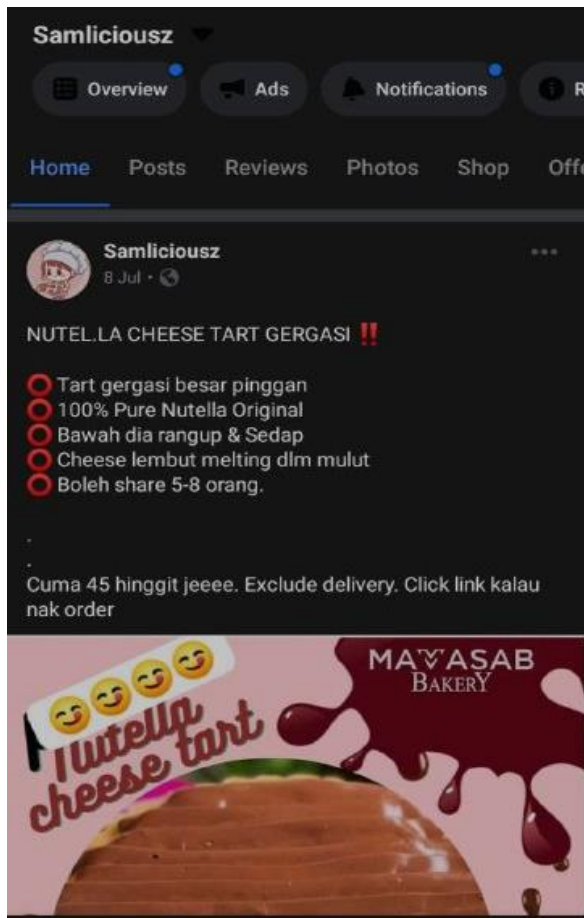 Samliciousz
Overview
Ads
Notifications
R
Home
Posts
Reviews
Photos
Shop
Offe
Samliciousz
8 Jul ·
NUTEL.LA CHEESE TART GERGASI ‼️
⭕ Tart gergasi besar pinggan
⭕ 100% Pure Nutella Original
⭕ Bawah dia rangup & Sedap
⭕ Cheese lembut melting dlm mulut
⭕ Boleh share 5-8 orang.
.
.
Cuma 45 hinggit jeeee. Exclude delivery. Click link kalau
nak order
MAVVASAB
BAKERY
Nutella
cheese tart